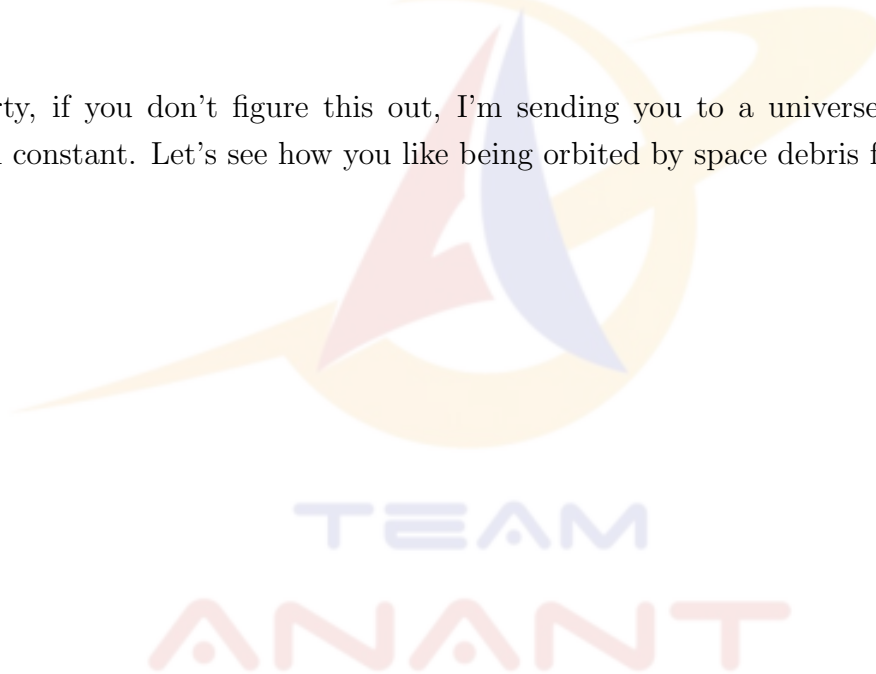 rty, if you don't figure this out, I'm sending you to a universe
constant. Let's see how you like being orbited by space debris f
TEAM
ANANT